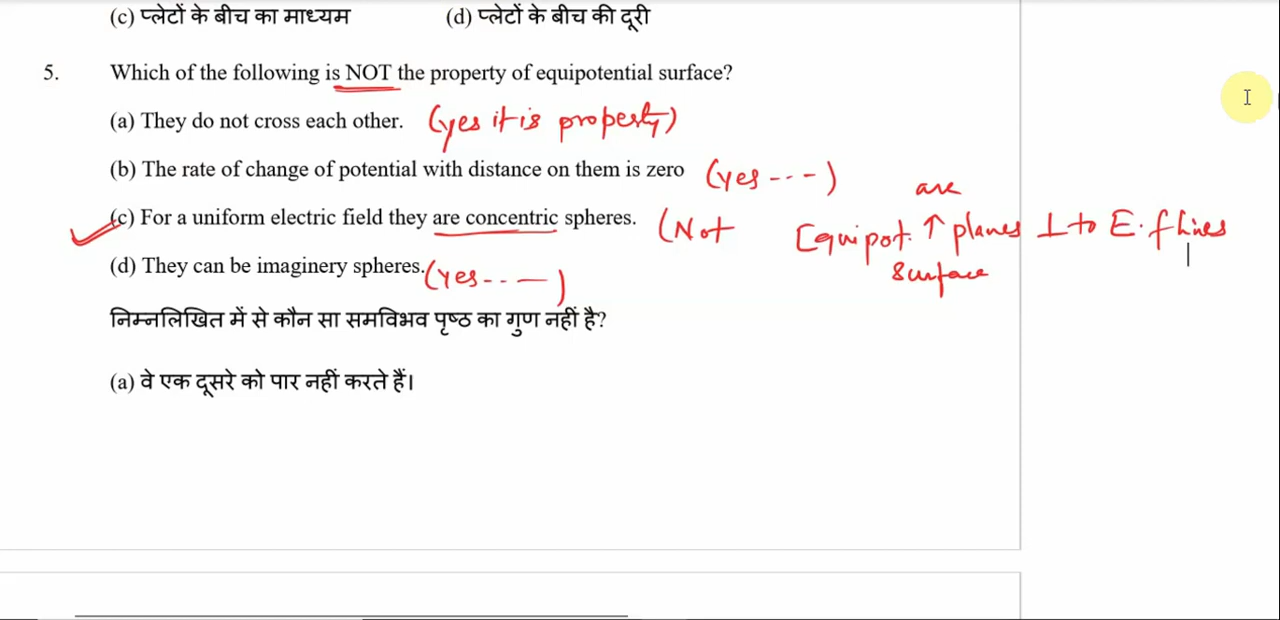 (c) प्लेटों के बीच का माध्यम (d) प्लेटों के बीच की दूरी
5. Which of the following is NOT the property of equipotential surface?
(a) They do not cross each other. (yes it is property)
(b) The rate of change of potential with distance on them is zero (yes ---)
(c) For a uniform electric field they are concentric spheres. (Not Equipot. ↑ planes ⊥ to E.f lines
are
surface
(d) They can be imaginery spheres. (Yes --—)
निम्नलिखित में से कौन सा समविभव पृष्ठ का गुण नहीं है?
(a) वे एक दूसरे को पार नहीं करते हैं।